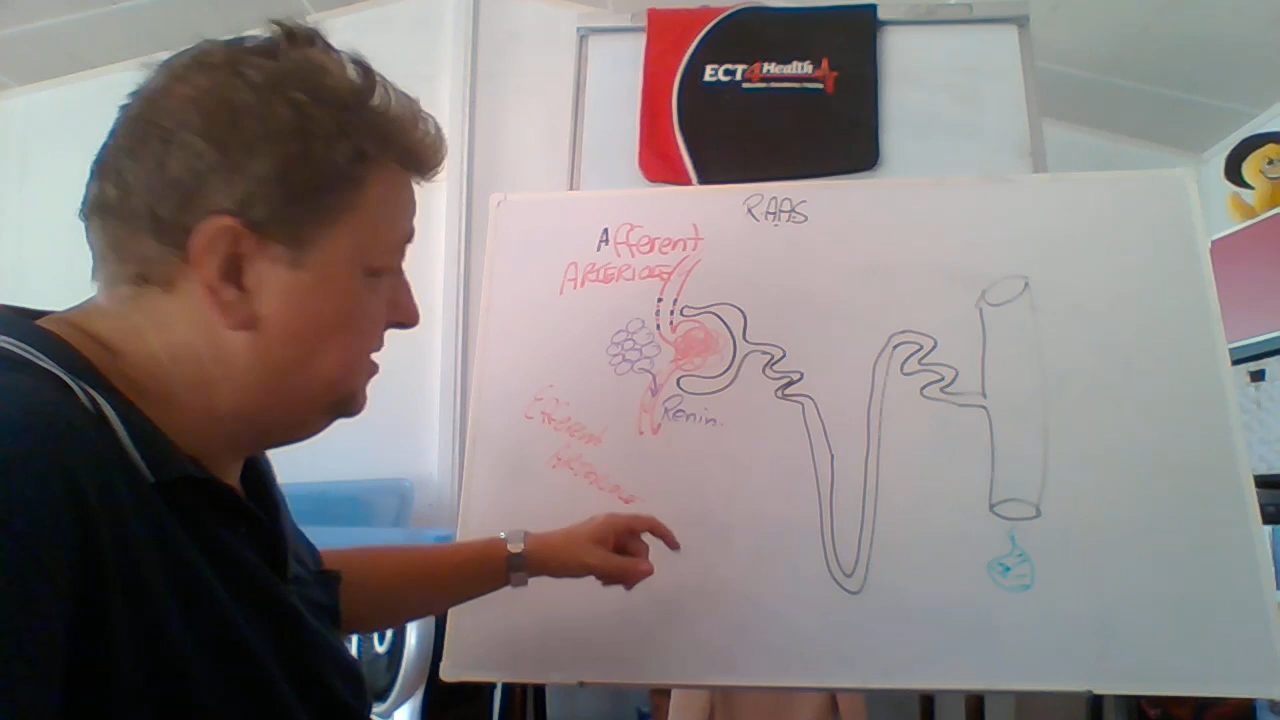 ECT4Health
RAAS
Afferent
ARTERIOLE
Renin.
Efferent
Arteriole